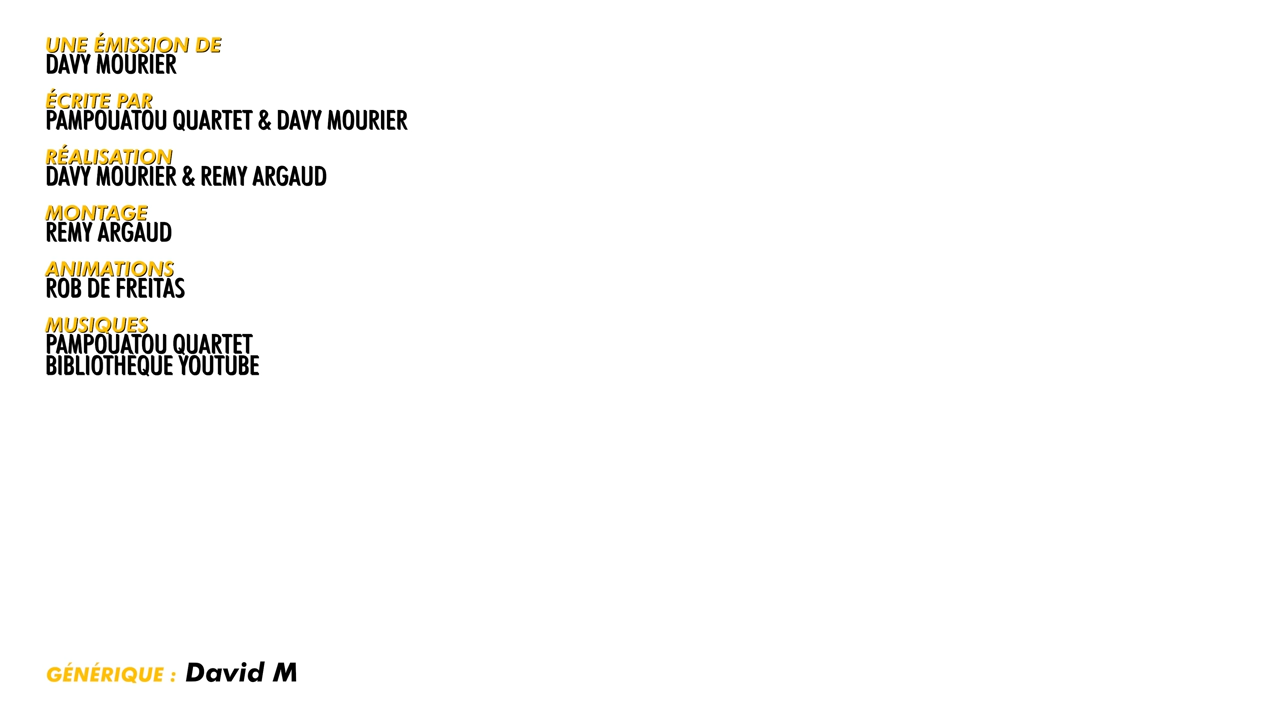 UNE ÉMISSION DE
DAVY MOURIER
ÉCRITE PAR
PAMPOUATOU QUARTET & DAVY MOURIER
RÉALISATION
DAVY MOURIER & REMY ARGAUD
MONTAGE
REMY ARGAUD
ANIMATIONS
ROB DE FREITAS
MUSIQUES
PAMPOUATOU QUARTET
BIBLIOTHÈQUE YOUTUBE
GÉNÉRIQUE : David M